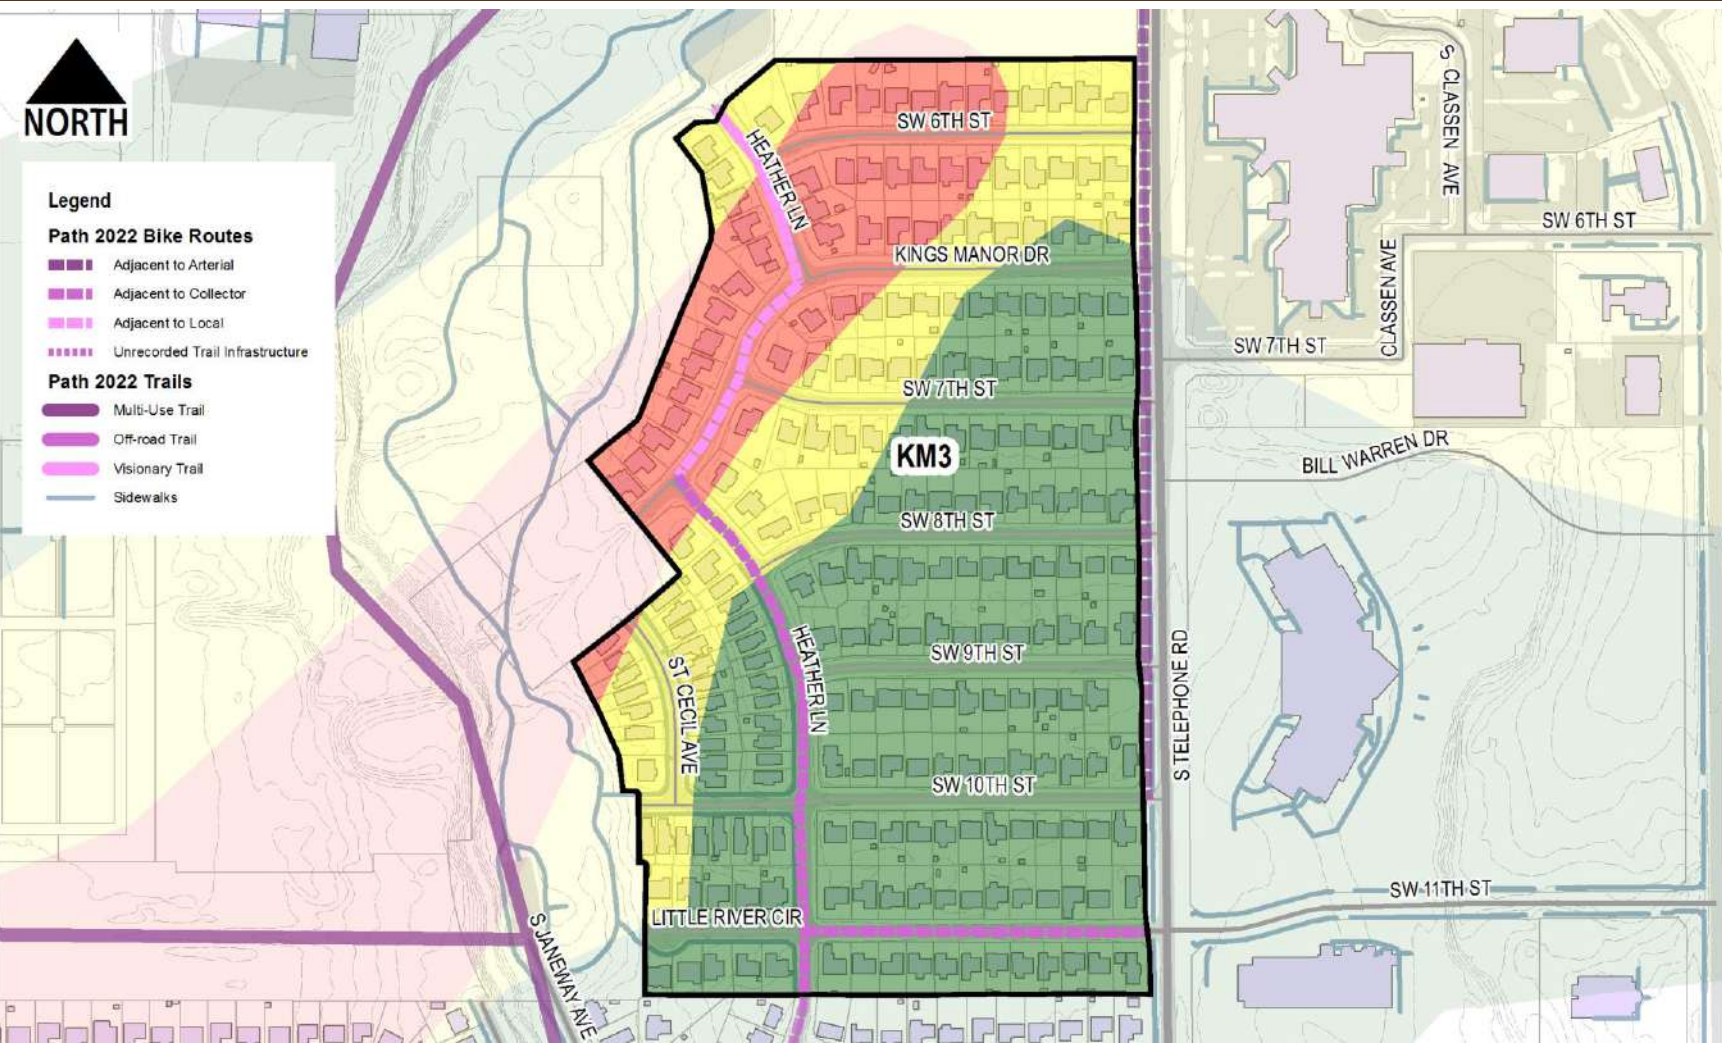 NORTH
Legend
Path 2022 Bike Routes
Adjacent to Arterial
Adjacent to Collector
Adjacent to Local
Unrecorded Trail Infrastructure
Path 2022 Trails
Multi-Use Trail
Off-road Trail
Visionary Trail
Sidewalks
SW 6TH ST
HEATHER LN
KINGS MANOR DR
SW 7TH ST
KM3
SW 8TH ST
HEATHER LN
SW 9TH ST
ST CECIL AVE
SW 10TH ST
LITTLE RIVER CIR
S JANEWAY AVE
S TELEPHONE RD
S CLASSEN AVE
SW 6TH ST
CLASSEN AVE
SW 7TH ST
BILL WARREN DR
SW 11TH ST